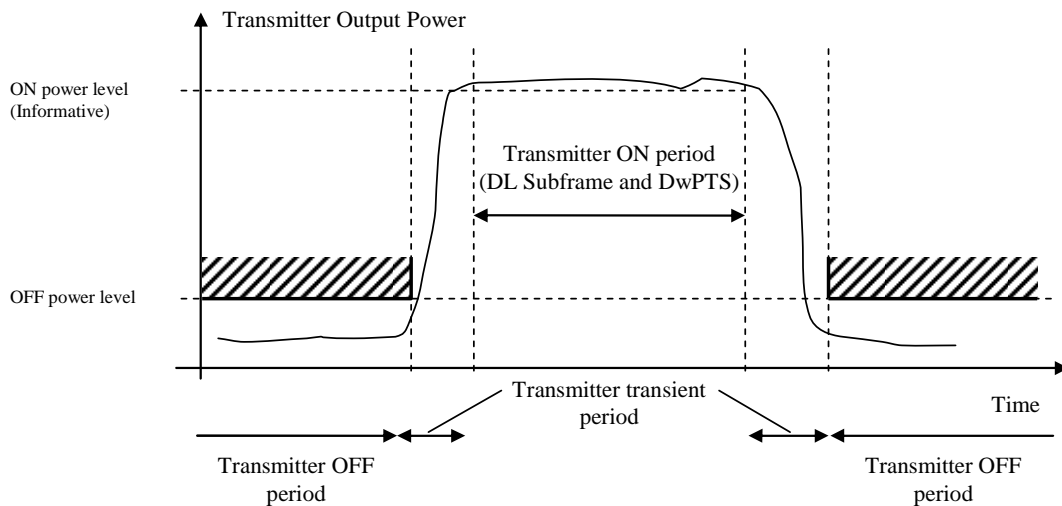 Transmitter Output Power
ON power level
(Informative)
Transmitter ON period
(DL Subframe and DwPTS)
OFF power level
Transmitter transient
period
Time
Transmitter OFF
period
Transmitter OFF
period